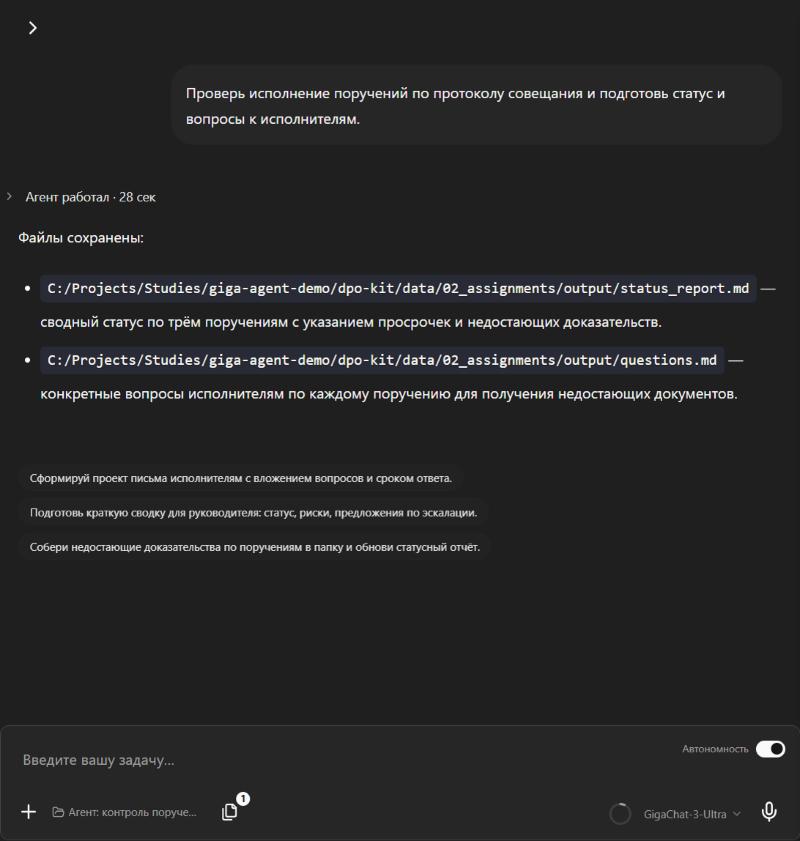 Проверь исполнение поручений по протоколу совещания и подготовь статус и
вопросы к исполнителям.
Агент работал · 28 сек
Файлы сохранены:
• C:/Projects/Studies/giga-agent-demo/dpo-kit/data/02_assignments/output/status_report.md —
сводный статус по трём поручениям с указанием просрочек и недостающих доказательств.
• C:/Projects/Studies/giga-agent-demo/dpo-kit/data/02_assignments/output/questions.md —
конкретные вопросы исполнителям по каждому поручению для получения недостающих документов.
Сформируй проект письма исполнителям с вложением вопросов и сроком ответа.
Подготовь краткую сводку для руководителя: статус, риски, предложения по эскалации.
Собери недостающие доказательства по поручениям в папку и обнови статусный отчёт.
Автономность
Введите вашу задачу...
Агент: контроль поруче...
1
GigaChat-3-Ultra